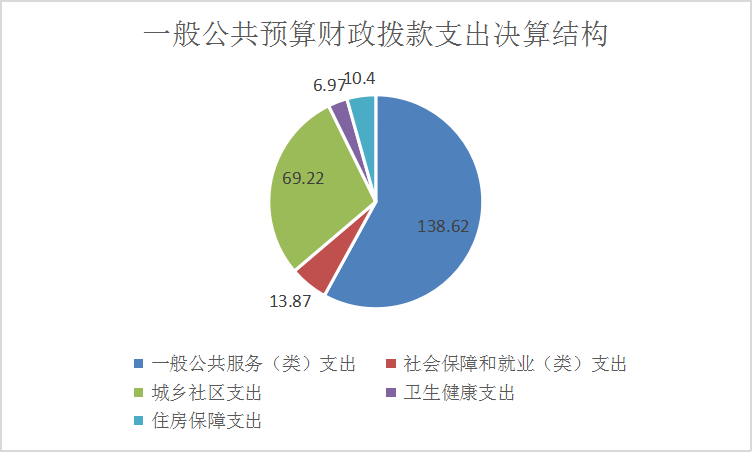 一般公共预算财政拨款支出决算结构
6.97
10.4
69.22
138.62
13.87
一般公共服务（类）支出
社会保障和就业（类）支出
城乡社区支出
卫生健康支出
住房保障支出